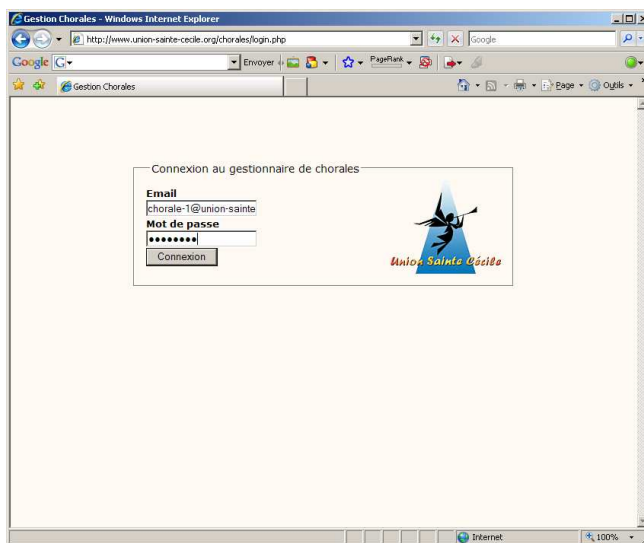 Gestion Chorales - Windows Internet Explorer
http://www.union-sainte-cecile.org/chorales/login.php
Google
Google
G
Envoyer
PageRank
Gestion Chorales
Page
Outils
Connexion au gestionnaire de chorales
Email
chorale-1@union-sainte
Mot de passe
Connexion
Union Sainte Cécile
Internet
100%